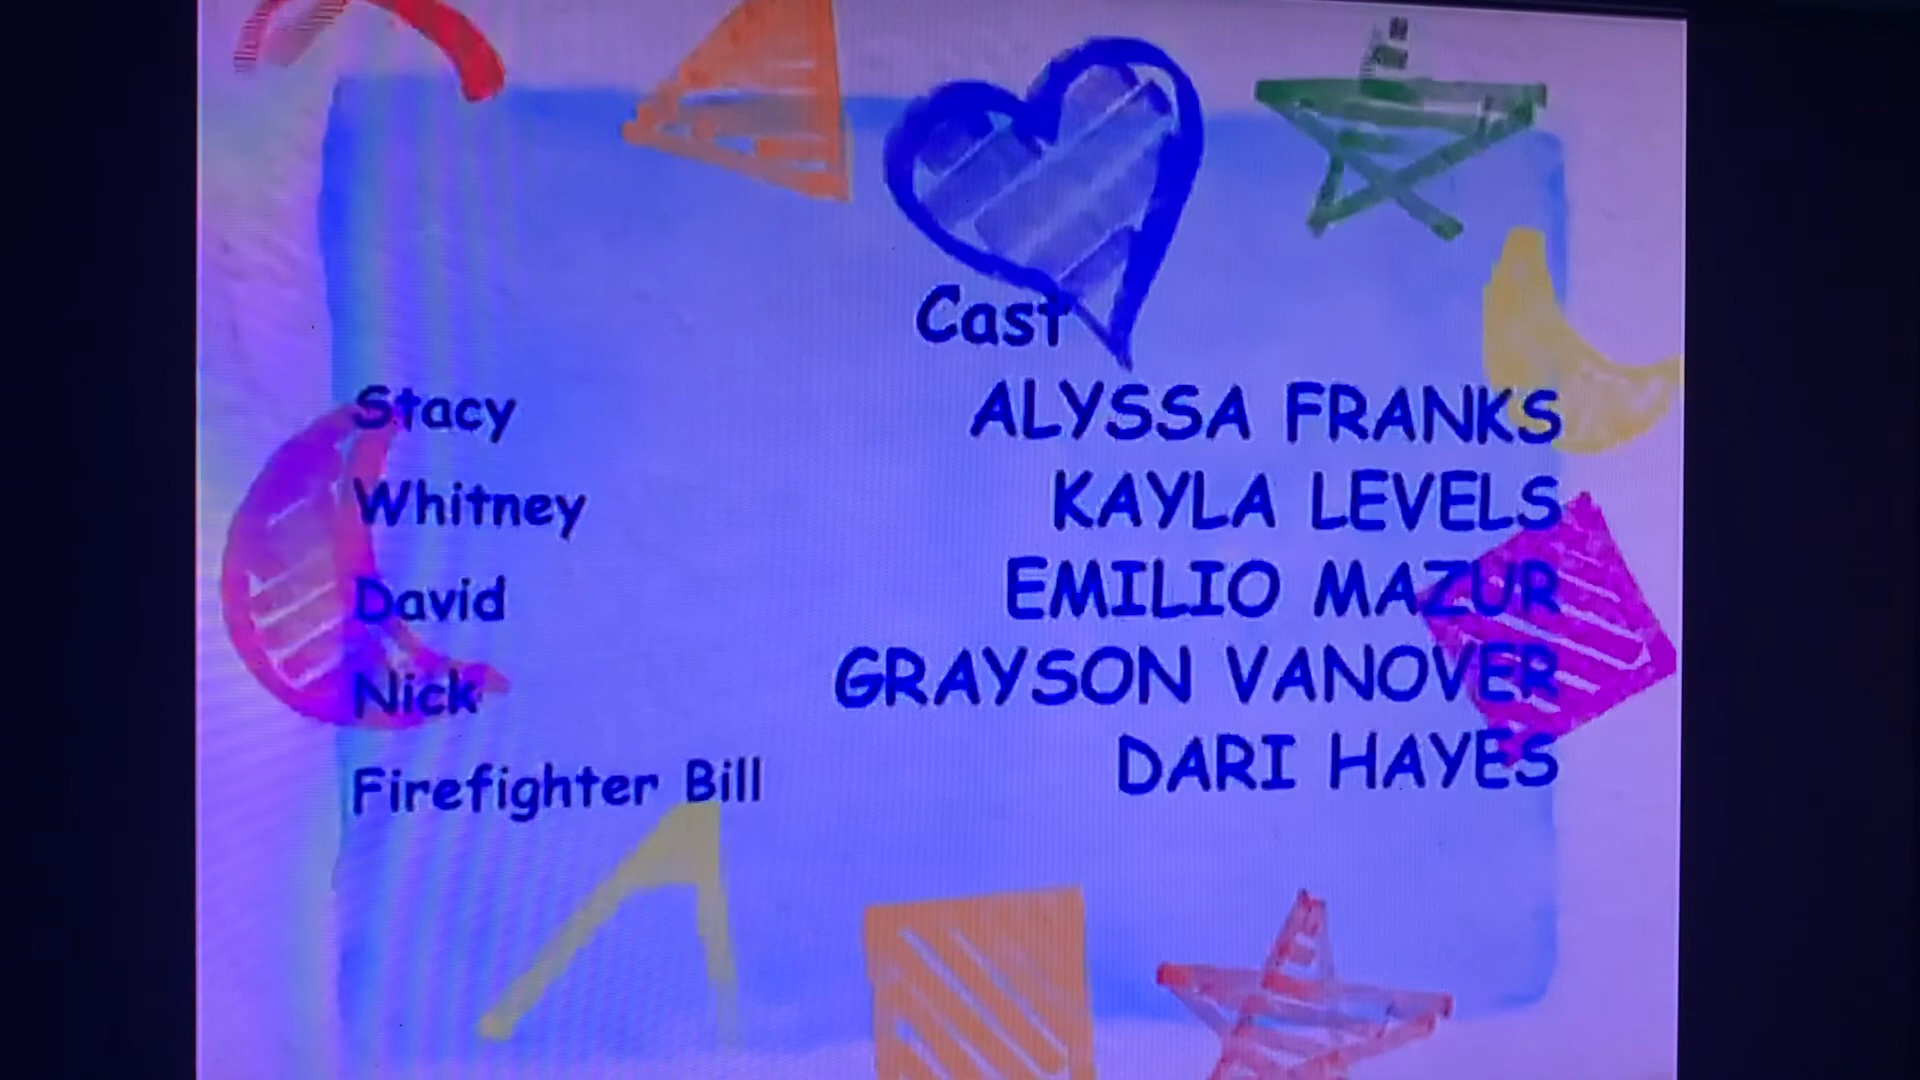 Cast
Stacy ALYSSA FRANKS
Whitney KAYLA LEVELS
David EMILIO MAZUR
Nick GRAYSON VANOVER
Firefighter Bill DARI HAYES